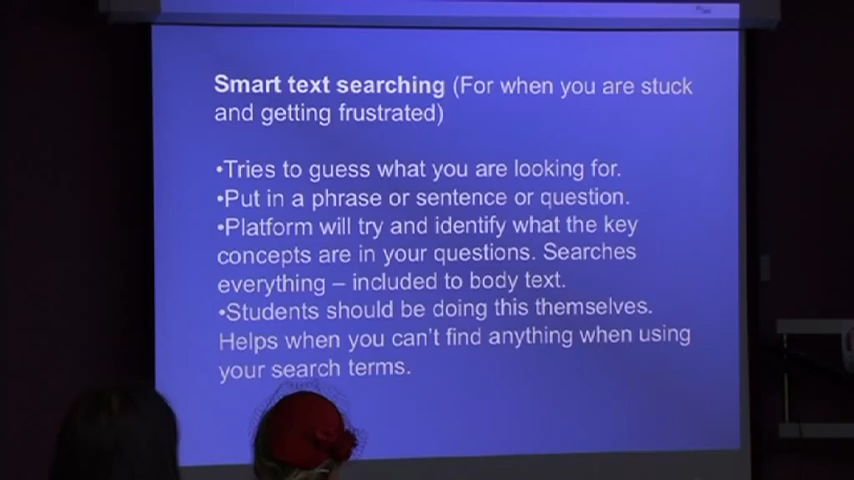 Smart text searching (For when you are stuck
and getting frustrated)
•Tries to guess what you are looking for.
•Put in a phrase or sentence or question.
•Platform will try and identify what the key
concepts are in your questions. Searches
everything – included to body text.
•Students should be doing this themselves.
Helps when you can't find anything when using
your search terms.